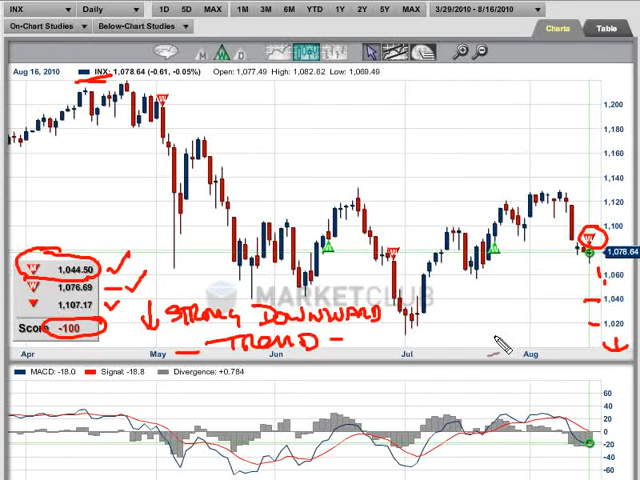 INX Daily 1D 5D MAX 1M 3M 6M YTD 1Y 2Y 5Y MAX 3/29/2010 - 8/16/2010
On-Chart Studies Below-Chart Studies
Charts Table
Aug 16, 2010 INX: 1,078.64 (-0.61, -0.05%) Open: 1,077.49 High: 1,082.62 Low: 1,069.49
1,200
1,180
1,160
1,140
1,120
1,100
1,078.64
1,060
1,040
1,020
W 1,044.50
W 1,076.69
1,107.17
Score -100
MARKETCLUB
STRONG DOWNWARD
TREND
Apr May Jun Jul Aug
MACD: -18.0 Signal: -18.8 Divergence: +0.784
60
40
20
0
-20
-40
-60